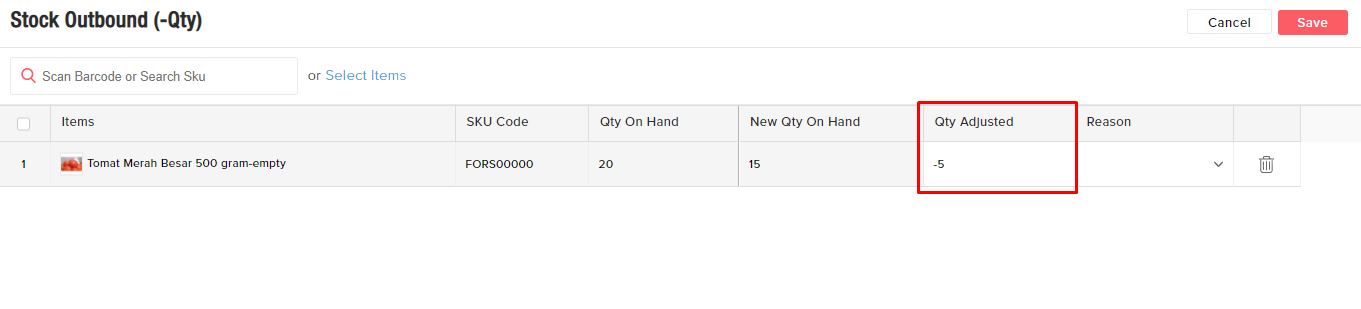 Stock Outbound (-Qty)
Cancel
Save
Scan Barcode or Search Sku
or Select Items
Items SKU Code Qty On Hand New Qty On Hand Qty Adjusted Reason
1 Tomat Merah Besar 500 gram-empty FORS00000 20 15 -5